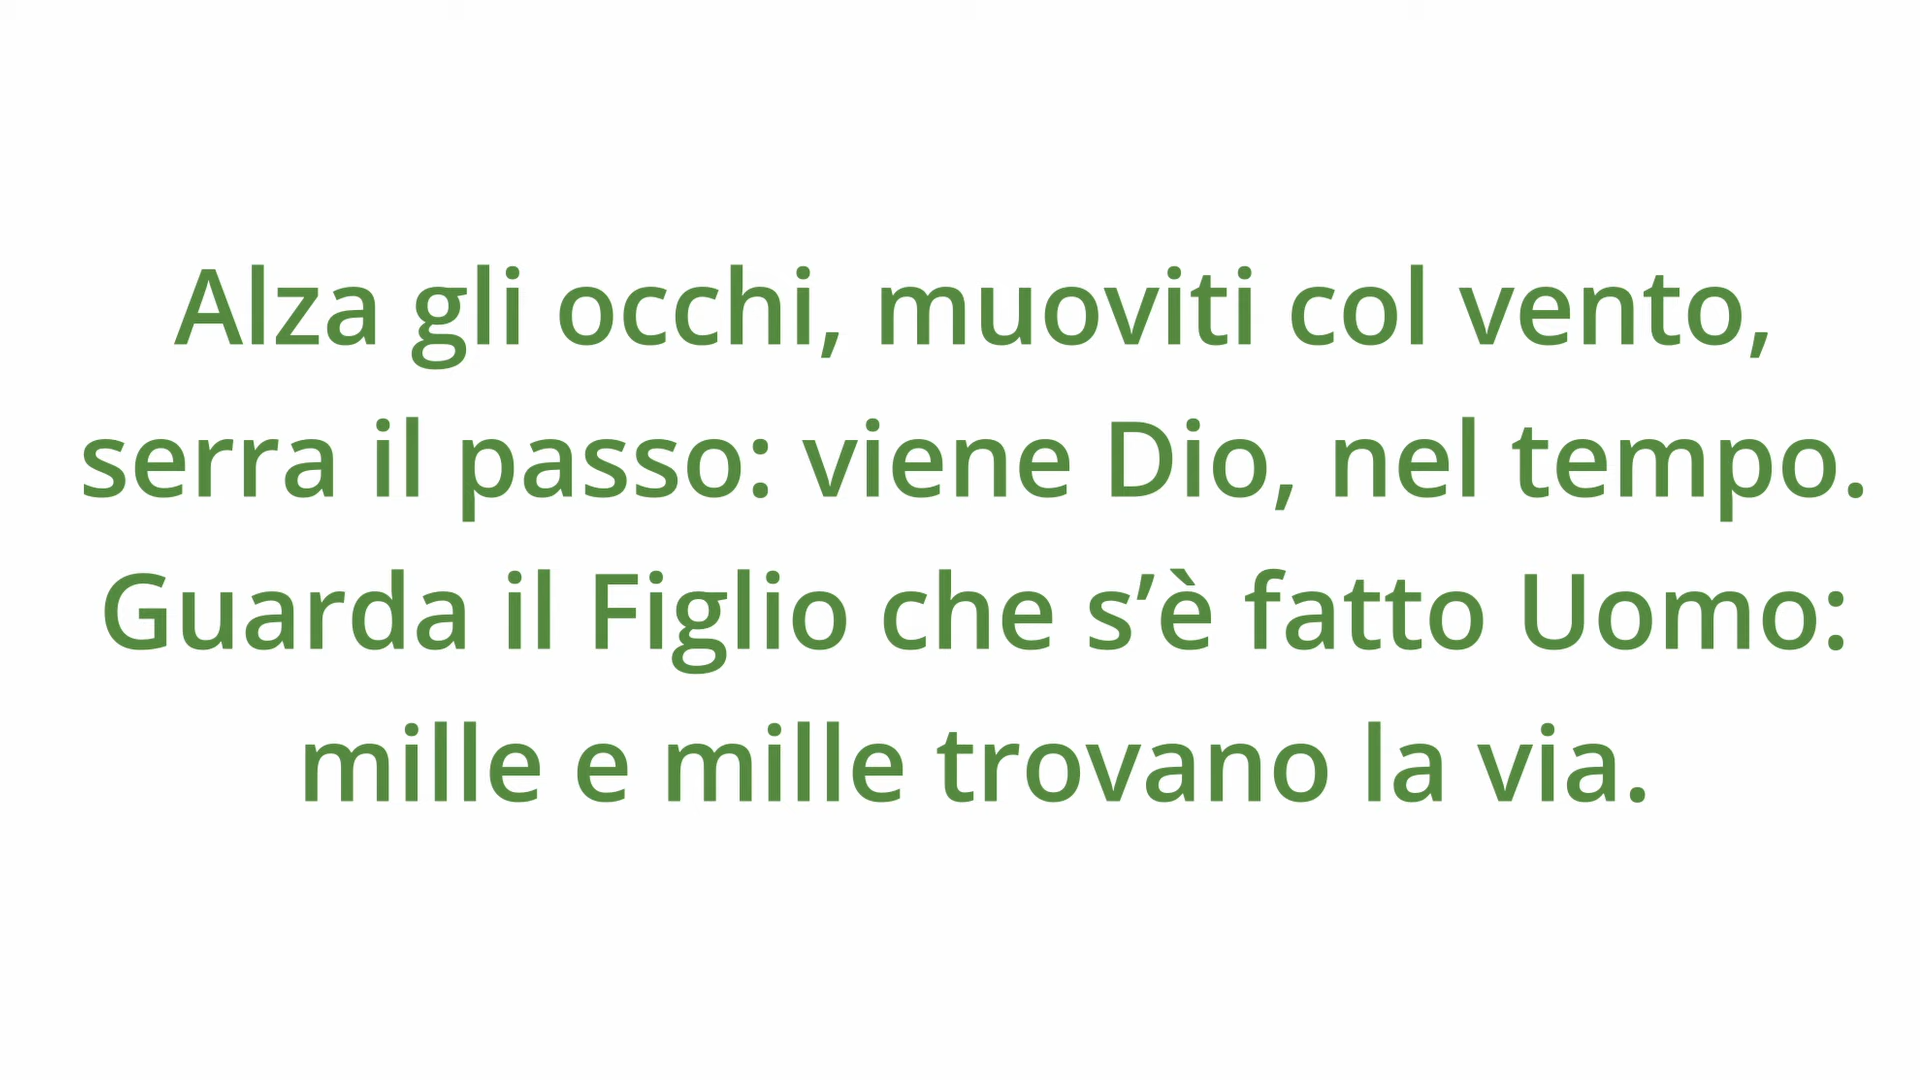 Alza gli occhi, muoviti col vento,
serra il passo: viene Dio, nel tempo.
Guarda il Figlio che s’è fatto Uomo:
mille e mille trovano la via.